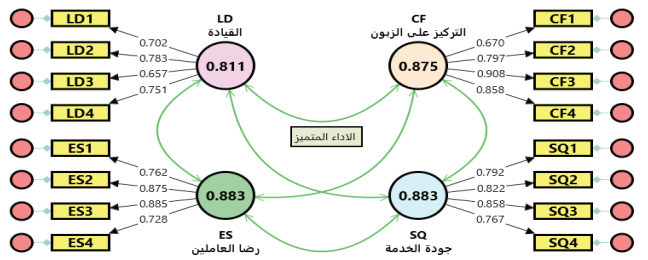 LD
القيادة
0.811
LD1
LD2
LD3
LD4
0.702
0.783
0.657
0.751
CF
التركيز على الزبون
0.875
CF1
CF2
CF3
CF4
0.670
0.797
0.908
0.858
الاداء المتميز
ES1
ES2
ES3
ES4
0.762
0.875
0.885
0.728
0.883
ES
رضا العاملين
SQ1
SQ2
SQ3
SQ4
0.792
0.822
0.858
0.767
0.883
SQ
جودة الخدمة